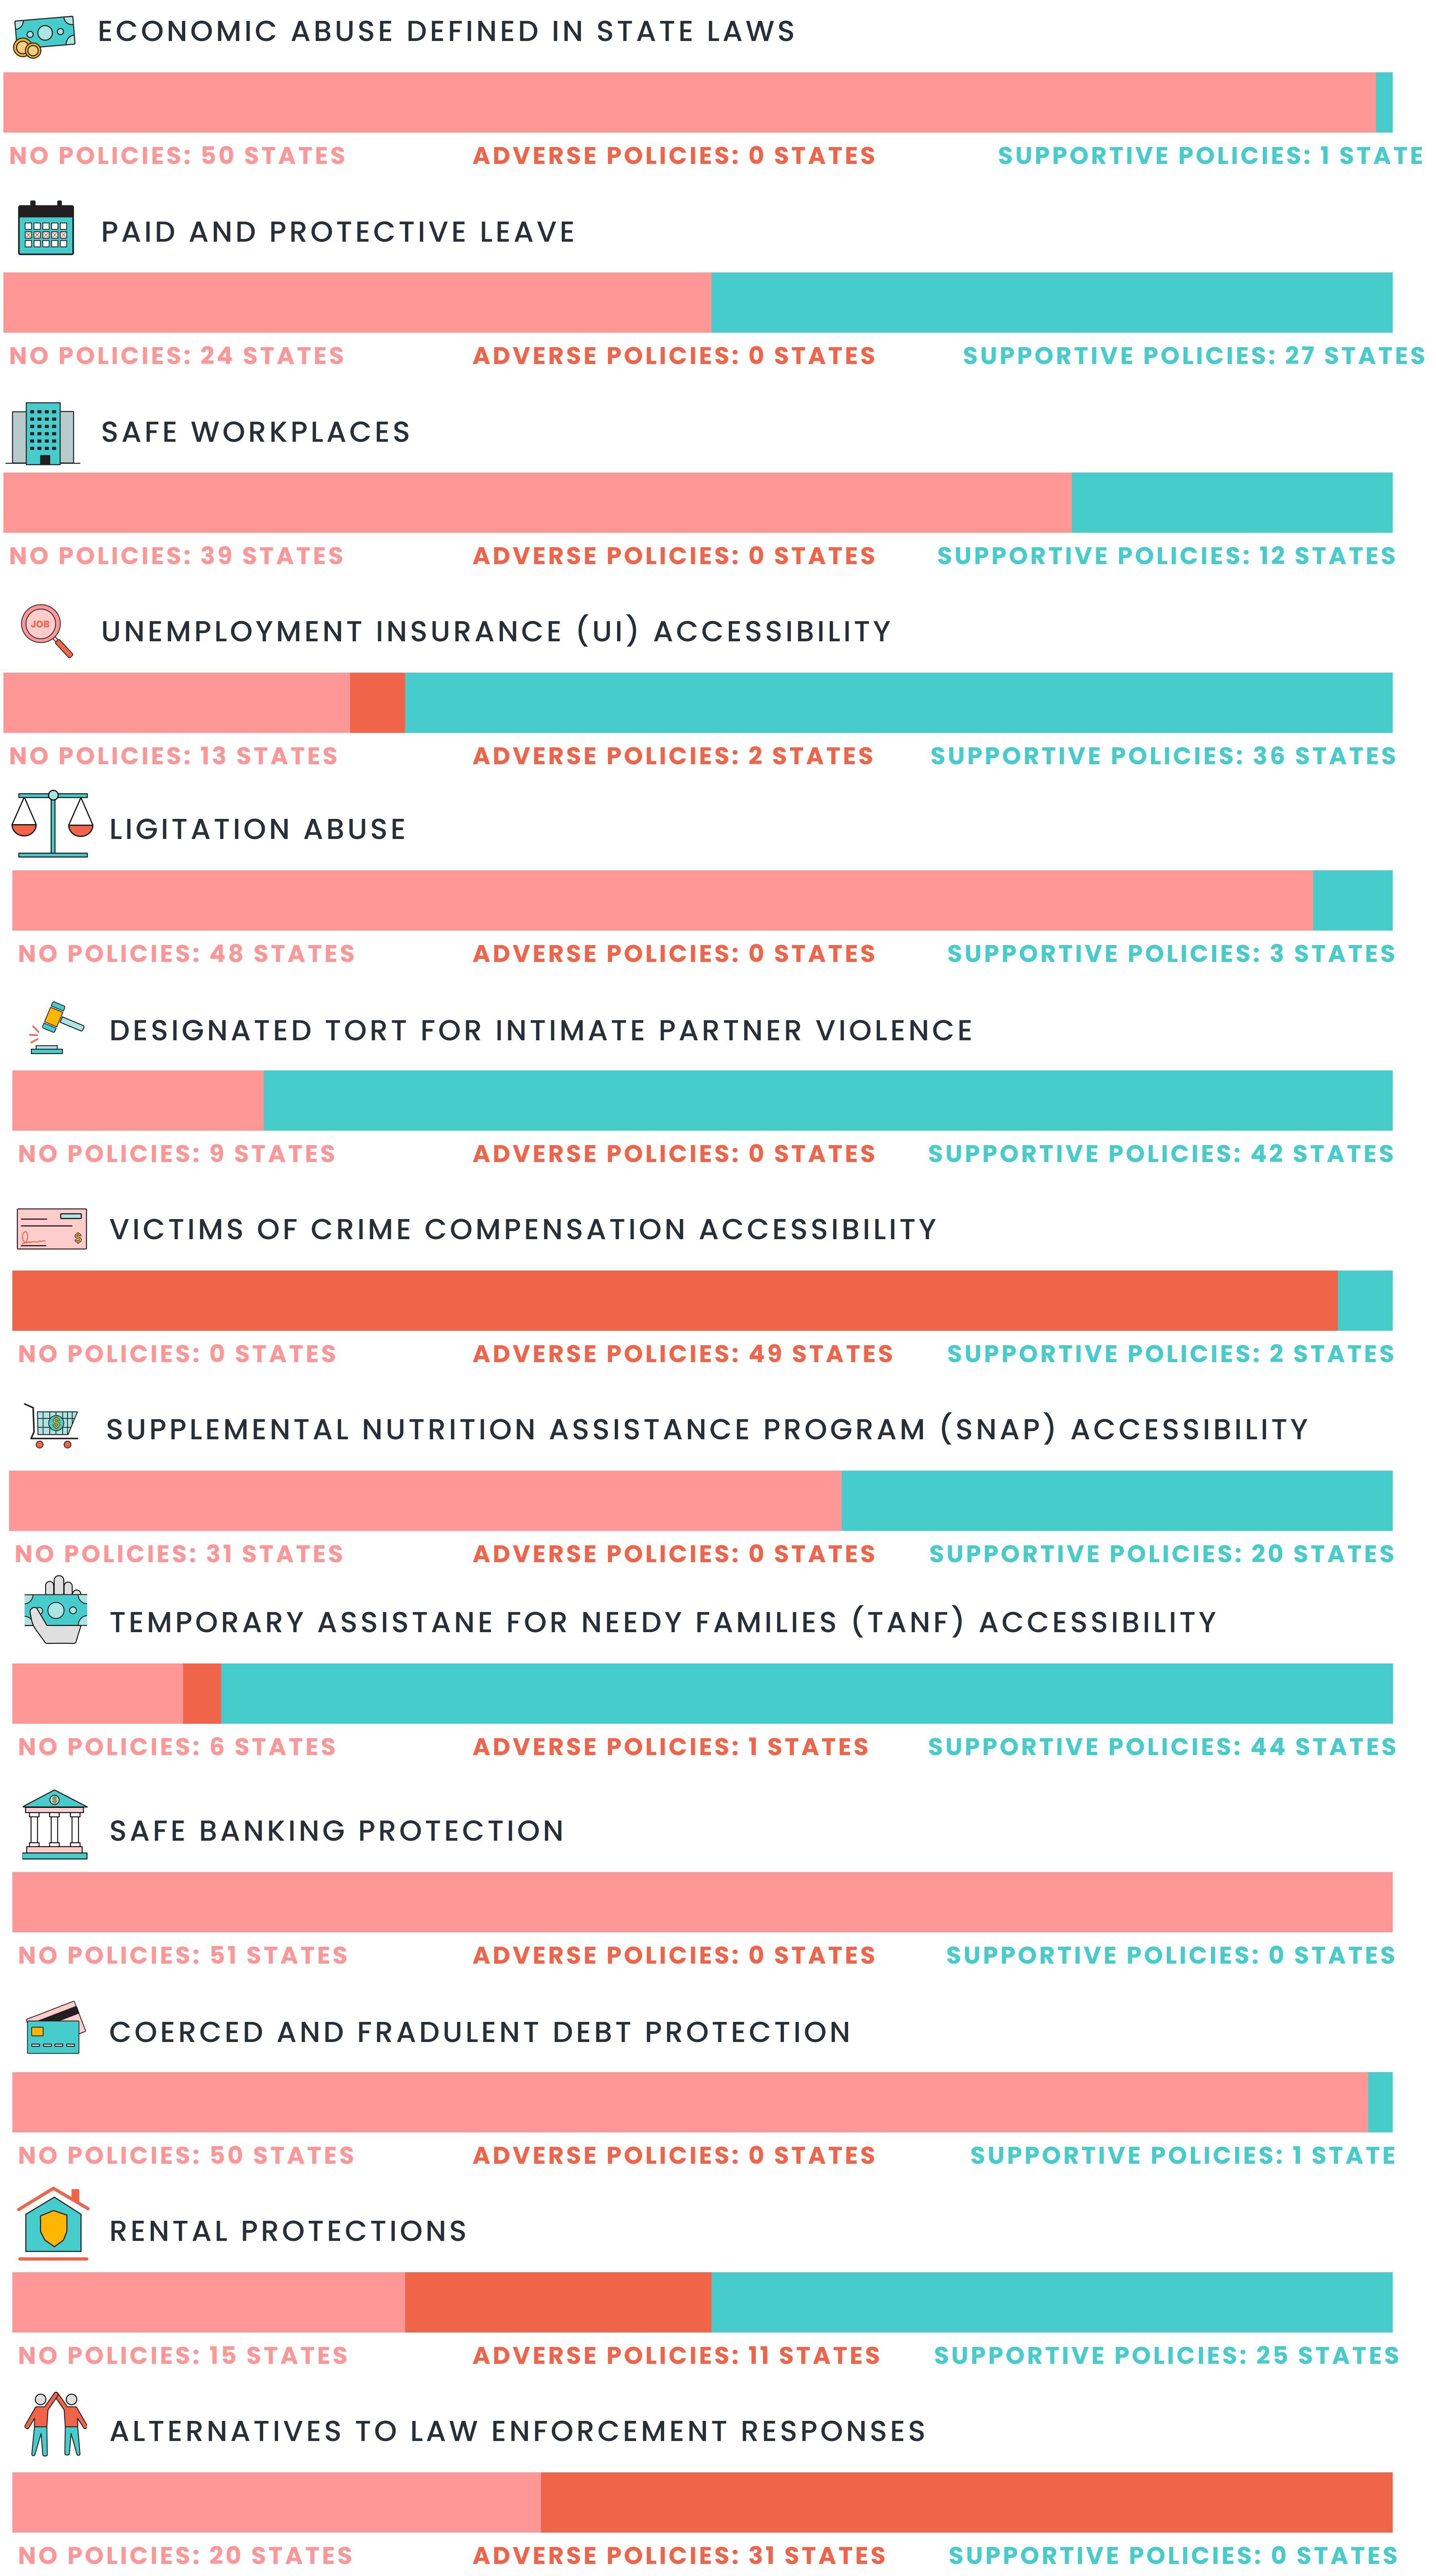 ECONOMIC ABUSE DEFINED IN STATE LAWS
NO POLICIES: 50 STATES ADVERSE POLICIES: 0 STATES SUPPORTIVE POLICIES: 1 STATE
PAID AND PROTECTIVE LEAVE
NO POLICIES: 24 STATES ADVERSE POLICIES: 0 STATES SUPPORTIVE POLICIES: 27 STATES
SAFE WORKPLACES
NO POLICIES: 39 STATES ADVERSE POLICIES: 0 STATES SUPPORTIVE POLICIES: 12 STATES
JOB
UNEMPLOYMENT INSURANCE (UI) ACCESSIBILITY
NO POLICIES: 13 STATES ADVERSE POLICIES: 2 STATES SUPPORTIVE POLICIES: 36 STATES
LIGITATION ABUSE
NO POLICIES: 48 STATES ADVERSE POLICIES: 0 STATES SUPPORTIVE POLICIES: 3 STATES
DESIGNATED TORT FOR INTIMATE PARTNER VIOLENCE
NO POLICIES: 9 STATES ADVERSE POLICIES: 0 STATES SUPPORTIVE POLICIES: 42 STATES
$
VICTIMS OF CRIME COMPENSATION ACCESSIBILITY
NO POLICIES: 0 STATES ADVERSE POLICIES: 49 STATES SUPPORTIVE POLICIES: 2 STATES
$
SUPPLEMENTAL NUTRITION ASSISTANCE PROGRAM (SNAP) ACCESSIBILITY
NO POLICIES: 31 STATES ADVERSE POLICIES: 0 STATES SUPPORTIVE POLICIES: 20 STATES
TEMPORARY ASSISTANE FOR NEEDY FAMILIES (TANF) ACCESSIBILITY
NO POLICIES: 6 STATES ADVERSE POLICIES: 1 STATES SUPPORTIVE POLICIES: 44 STATES
SAFE BANKING PROTECTION
NO POLICIES: 51 STATES ADVERSE POLICIES: 0 STATES SUPPORTIVE POLICIES: 0 STATES
COERCED AND FRADULENT DEBT PROTECTION
NO POLICIES: 50 STATES ADVERSE POLICIES: 0 STATES SUPPORTIVE POLICIES: 1 STATE
RENTAL PROTECTIONS
NO POLICIES: 15 STATES ADVERSE POLICIES: 11 STATES SUPPORTIVE POLICIES: 25 STATES
ALTERNATIVES TO LAW ENFORCEMENT RESPONSES
NO POLICIES: 20 STATES ADVERSE POLICIES: 31 STATES SUPPORTIVE POLICIES: 0 STATES